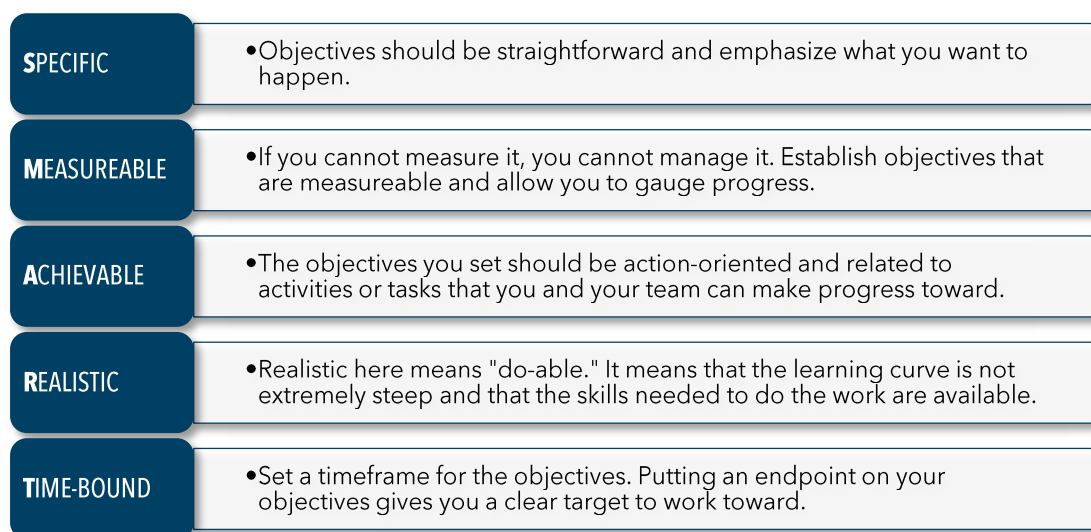 SPECIFIC
•Objectives should be straightforward and emphasize what you want to
happen.
MEASUREABLE
•If you cannot measure it, you cannot manage it. Establish objectives that
are measureable and allow you to gauge progress.
ACHIEVABLE
•The objectives you set should be action-oriented and related to
activities or tasks that you and your team can make progress toward.
REALISTIC
•Realistic here means "do-able." It means that the learning curve is not
extremely steep and that the skills needed to do the work are available.
TIME-BOUND
•Set a timeframe for the objectives. Putting an endpoint on your
objectives gives you a clear target to work toward.